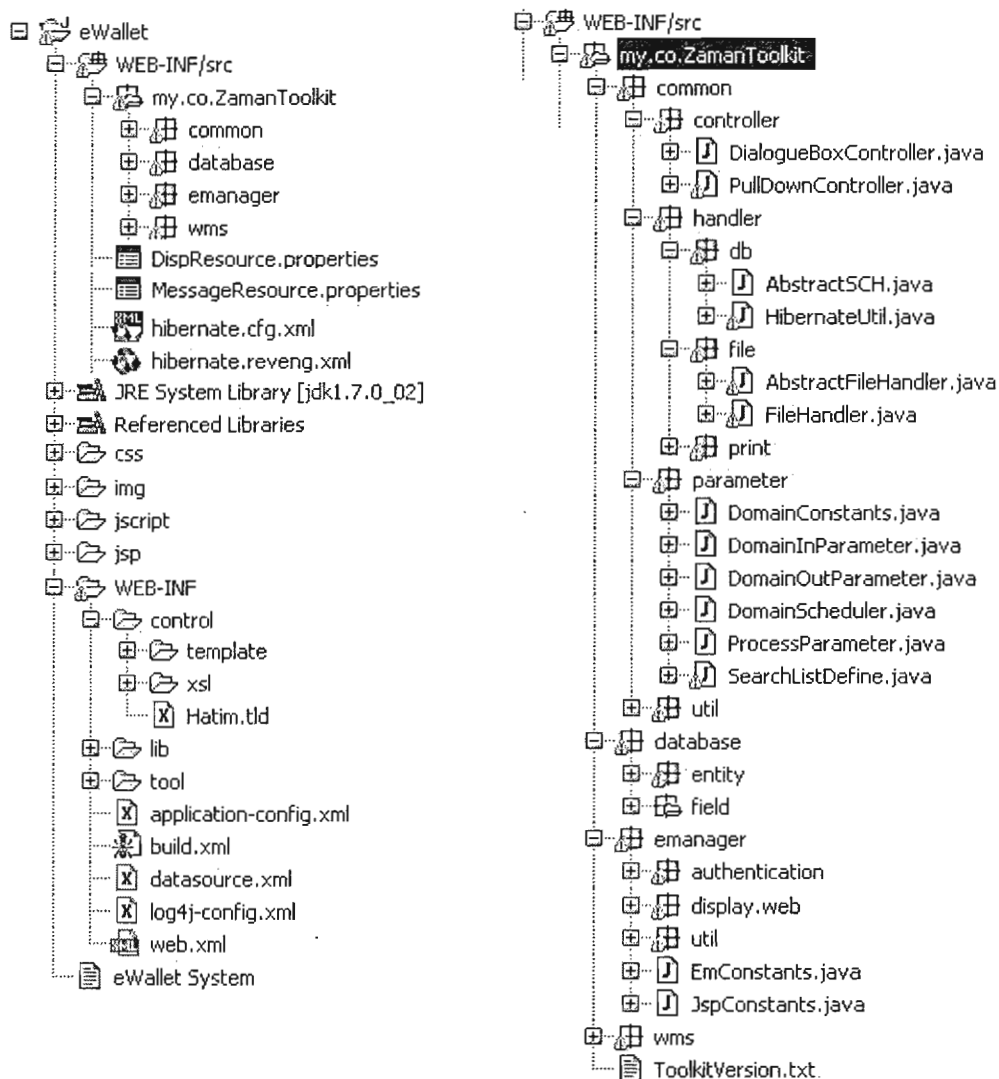 eWallet
WEB-INF/src
my.co.ZamanToolkit
common
database
emanager
wms
DispResource.properties
MessageResource.properties
hibernate.cfg.xml
hibernate.reveng.xml
JRE System Library [jdk1.7.0_02]
Referenced Libraries
css
img
jscript
jsp
WEB-INF
control
template
xsl
Hatim.tld
lib
tool
application-config.xml
build.xml
datasource.xml
log4j-config.xml
web.xml
eWallet System
WEB-INF/src
my.co.ZamanToolkit
common
controller
DialogueBoxController.java
PullDownController.java
handler
db
AbstractSCH.java
HibernateUtil.java
file
AbstractFileHandler.java
FileHandler.java
print
parameter
DomainConstants.java
DomainInParameter.java
DomainOutParameter.java
DomainScheduler.java
ProcessParameter.java
SearchListDefine.java
util
database
entity
field
emanager
authentication
display.web
util
EmConstants.java
JspConstants.java
wms
ToolkitVersion.txt